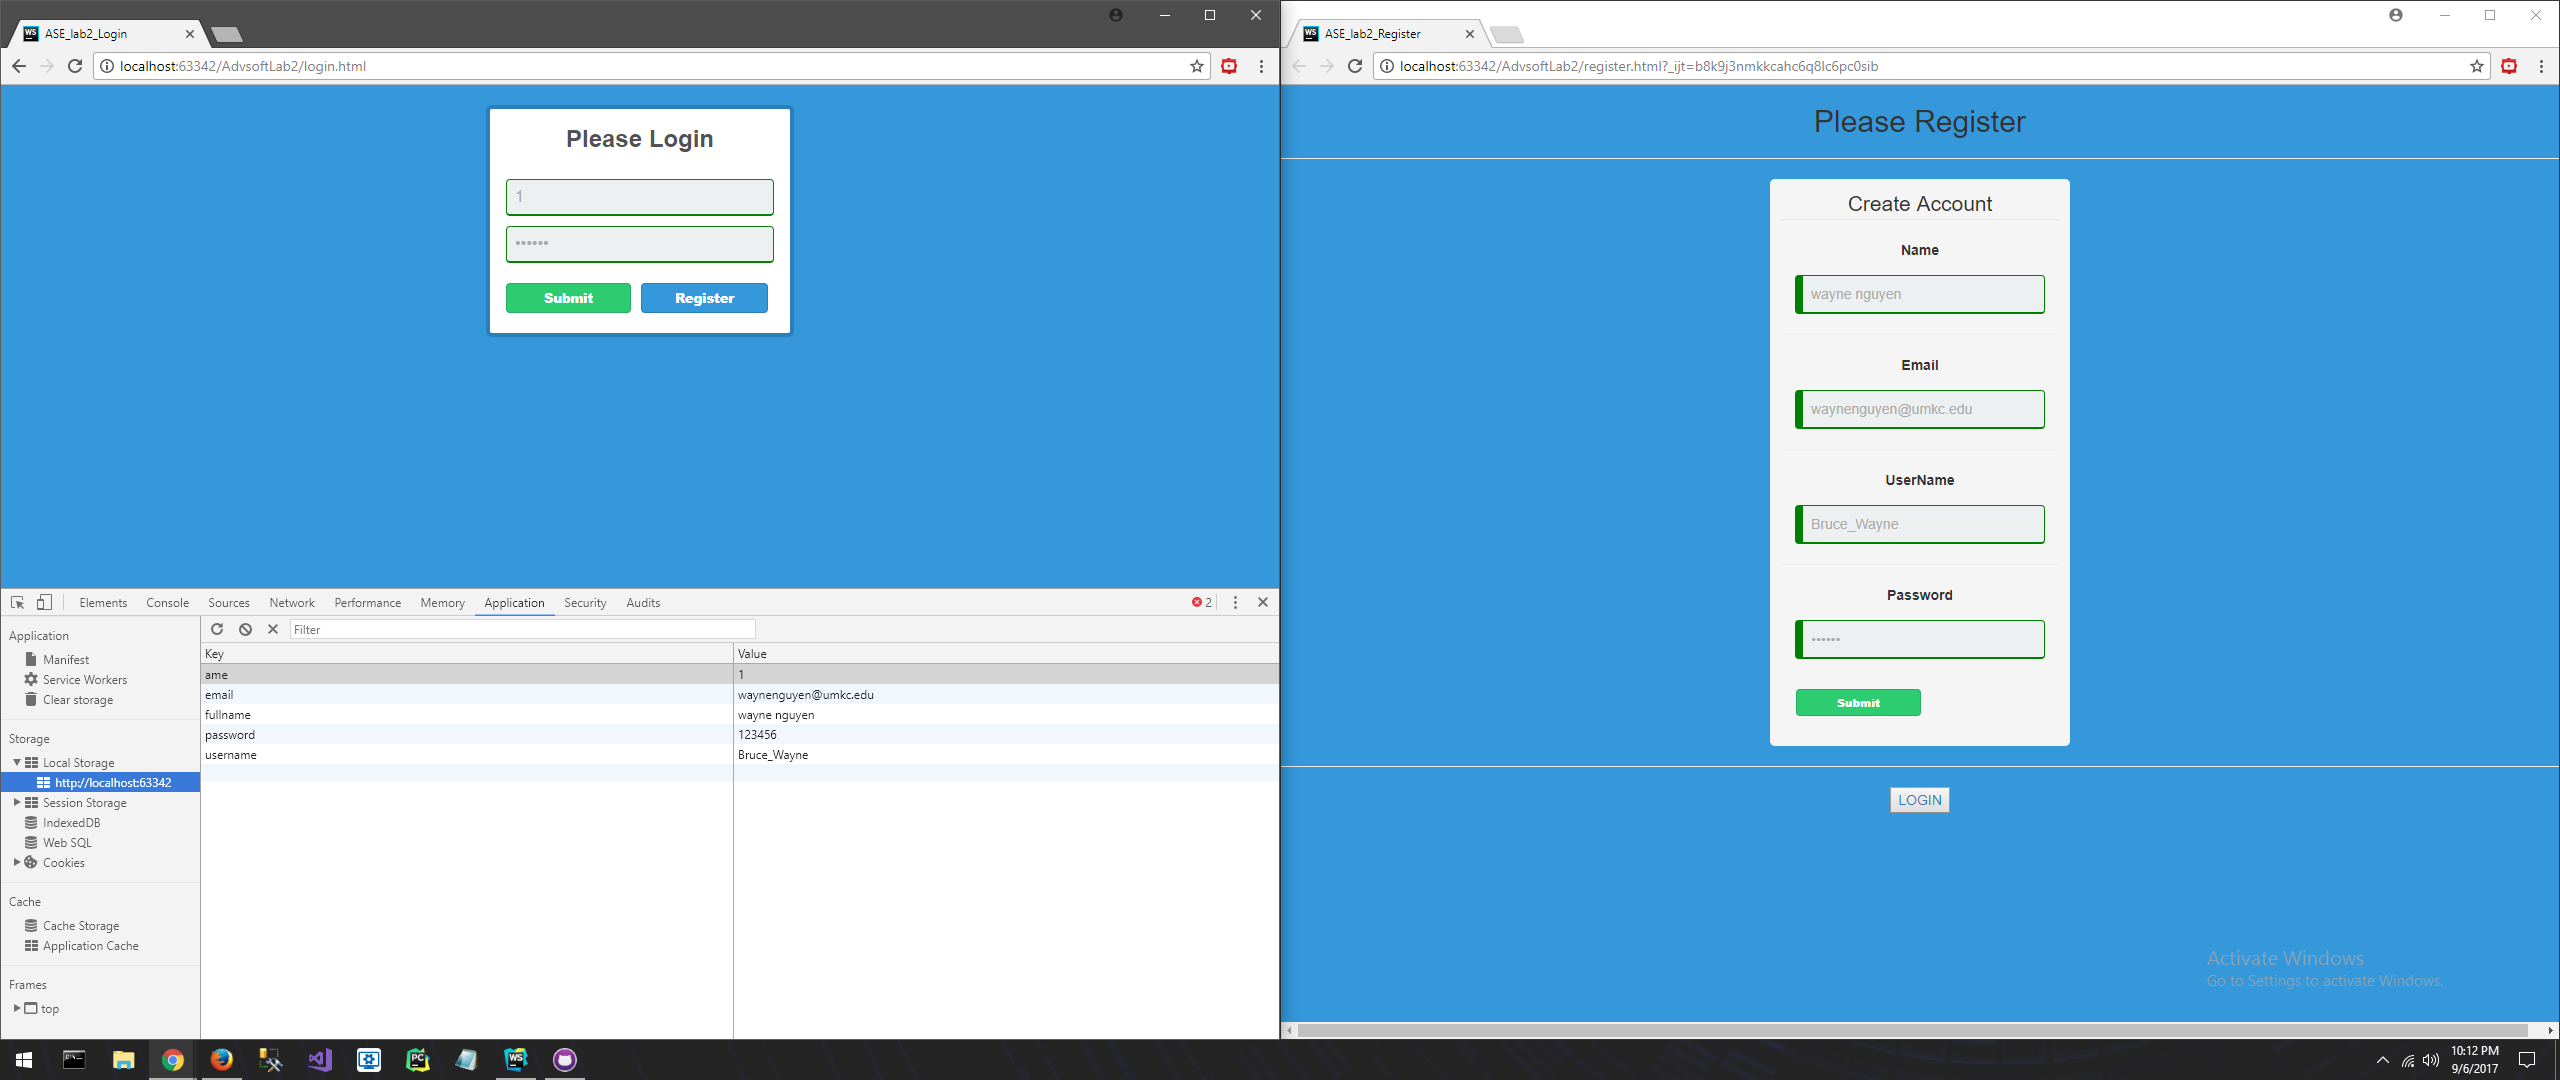 ASE_lab2_Login
localhost:63342/AdvsoftLab2/login.html
Please Login
1
••••••
Submit Register
Elements Console Sources Network Performance Memory Application Security Audits 2
Application
Manifest
Service Workers
Clear storage
Storage
Local Storage
http://localhost:63342
Session Storage
IndexedDB
Web SQL
Cookies
Cache
Cache Storage
Application Cache
Frames
top
Filter
Key Value
ame 1
email waynenguyen@umkc.edu
fullname wayne nguyen
password 123456
username Bruce_Wayne
ASE_lab2_Register
localhost:63342/AdvsoftLab2/register.html?_ijt=b8k9j3nmkkcahc6q8lc6pc0sib
Please Register
Create Account
Name
wayne nguyen
Email
waynenguyen@umkc.edu
UserName
Bruce_Wayne
Password
••••••
Submit
LOGIN
Activate Windows
Go to Settings to activate Windows.
WS
PC
WS
10:12 PM
9/6/2017